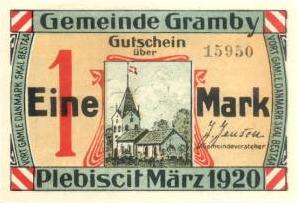 Gemeinde Gramby
Gutschein
über
15950
1
Eine Mark
J. Jensen
Gemeindevorsteher
Plebiscit März 1920
VORT GAMLE DANMARK SKAL BESTAA
VORT GAMLE DANMARK SKAL BESTAA